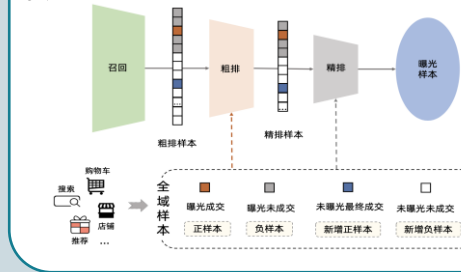 召回
粗排
精排
曝光
样本
...
...
粗排样本
精排样本
购物车
搜索
店铺
推荐
...
全域样本
曝光成交
曝光未成交
未曝光最终成交
未曝光未成交
正样本
负样本
新增正样本
新增负样本